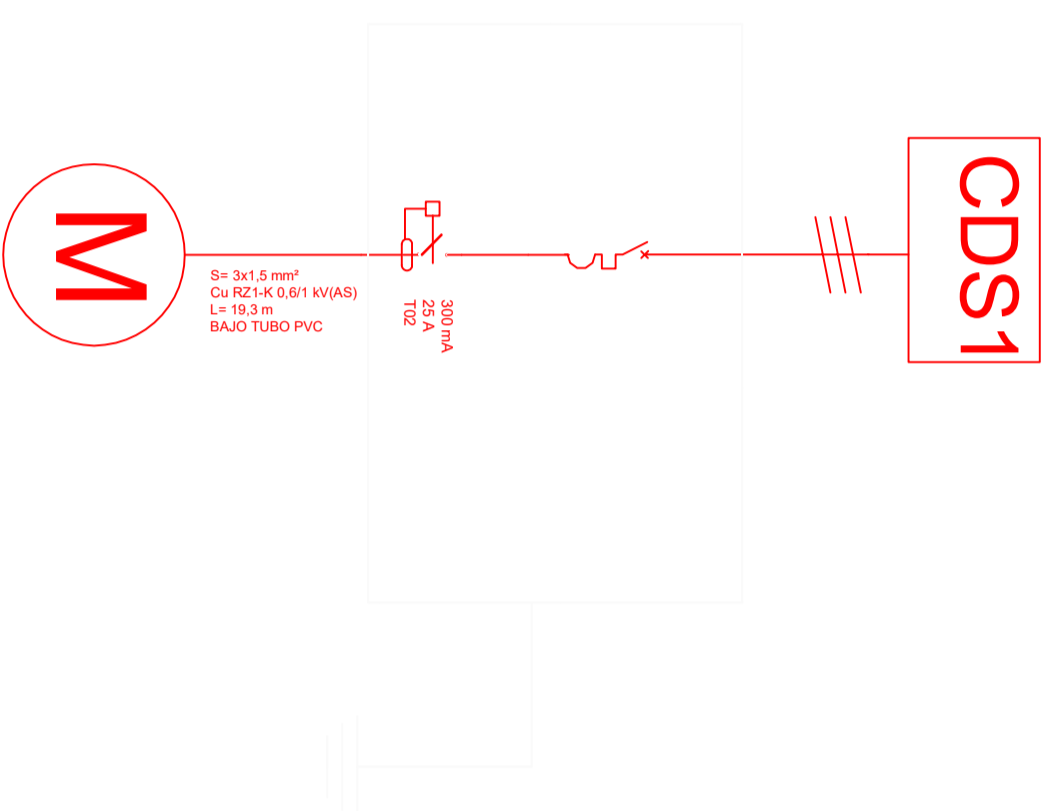 M
S= 3x1,5 mm²
Cu RZ1-K 0,6/1 kV(AS)
L= 19,3 m
BAJO TUBO PVC
300 mA
25 A
T02
CDS1